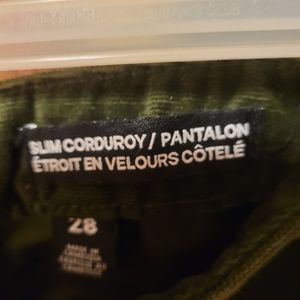 SLIM CORDUROY / PANTALON
ÉTROIT EN VELOURS CÔTELÉ
28